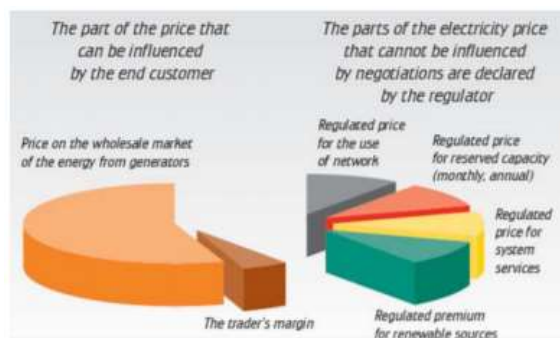 The part of the price that
can be influenced
by the end customer
The parts of the electricity price
that cannot be influenced
by negotiations are declared
by the regulator
Price on the wholesale market
of the energy from generators
The trader's margin
Regulated price
for the use
of network
Regulated price
for reserved capacity
(monthly, annual)
Regulated
price for
system
services
Regulated premium
for renewable sources